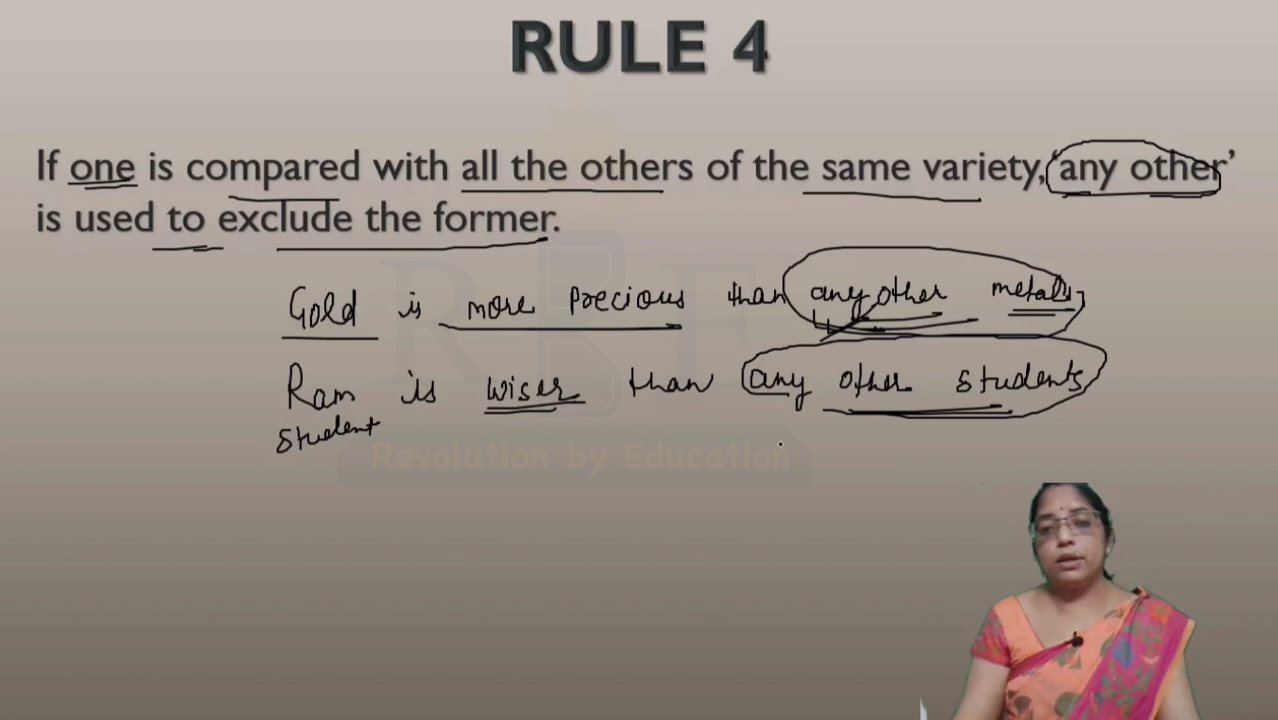 RULE 4
If one is compared with all the others of the same variety, ‘any other’
is used to exclude the former.
Gold is more precious than any other metals
Ram is wiser than any other students
student
Revolution by Education